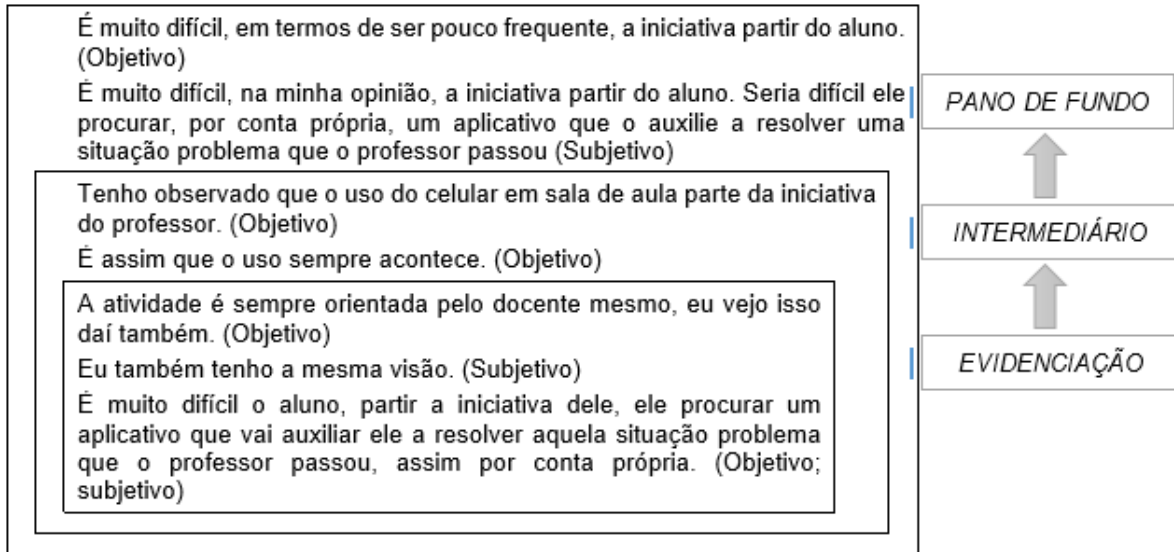 É muito difícil, em termos de ser pouco frequente, a iniciativa partir do aluno.
(Objetivo)
É muito difícil, na minha opinião, a iniciativa partir do aluno. Seria difícil ele
procurar, por conta própria, um aplicativo que o auxilie a resolver uma
situação problema que o professor passou (Subjetivo)
PANO DE FUNDO
Tenho observado que o uso do celular em sala de aula parte da iniciativa
do professor. (Objetivo)
É assim que o uso sempre acontece. (Objetivo)
INTERMEDIÁRIO
A atividade é sempre orientada pelo docente mesmo, eu vejo isso
daí também. (Objetivo)
Eu também tenho a mesma visão. (Subjetivo)
É muito difícil o aluno, partir a iniciativa dele, ele procurar um
aplicativo que vai auxiliar ele a resolver aquela situação problema
que o professor passou, assim por conta própria. (Objetivo;
subjetivo)
EVIDENCIAÇÃO